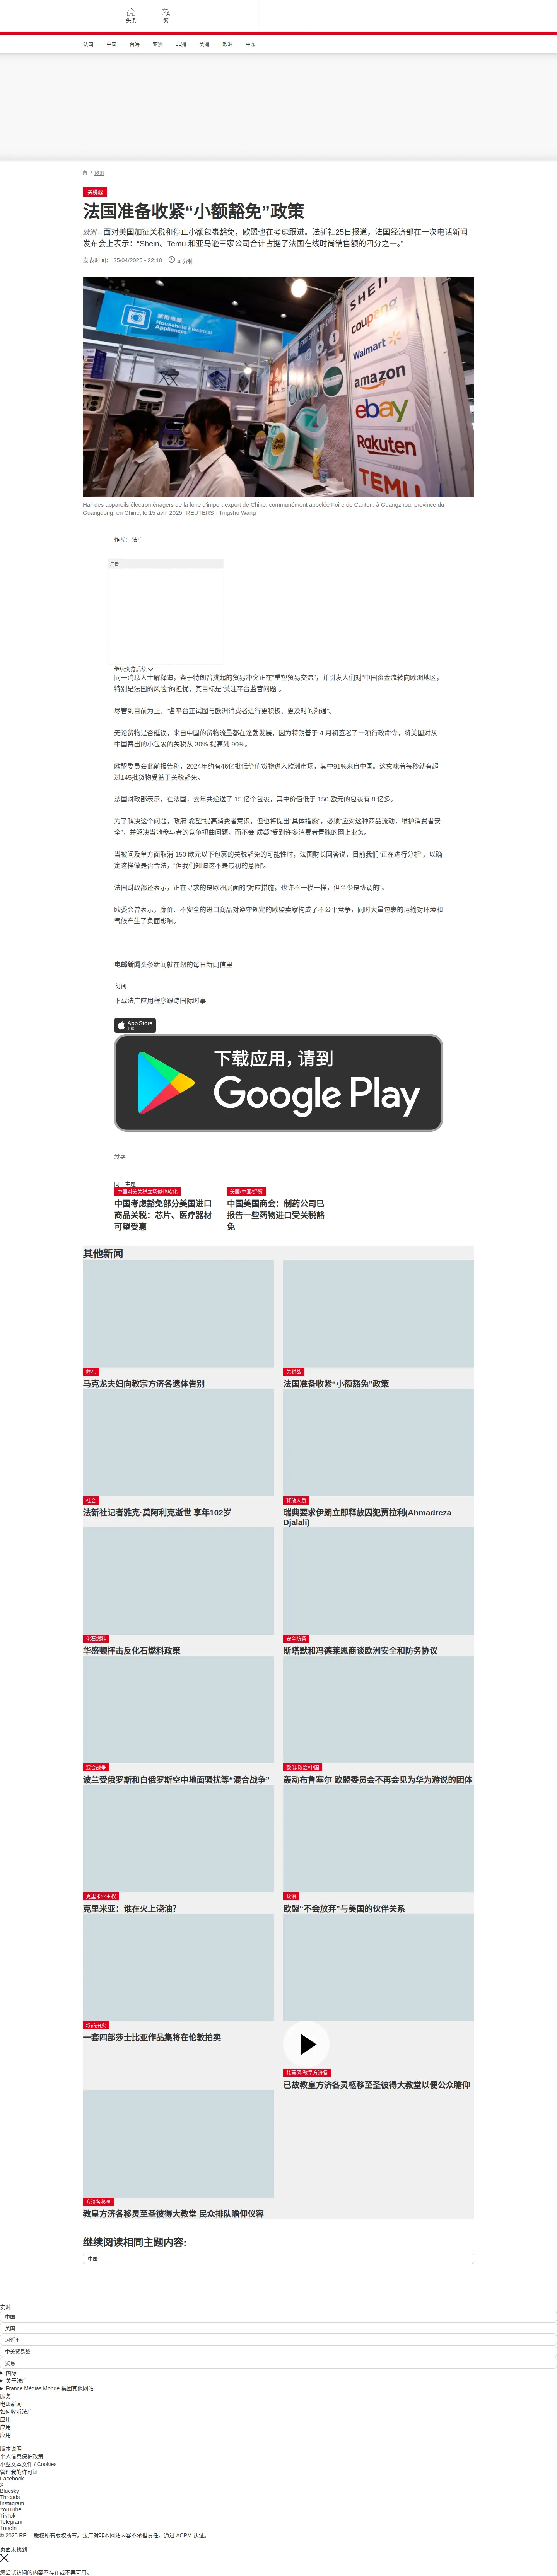 头条
繁
法国 中国 台海 亚洲 非洲 美洲 欧洲 中东
/ 欧洲
关税战
法国准备收紧“小额豁免”政策
欧洲 – 面对美国加征关税和停止小额包裹豁免，欧盟也在考虑跟进。法新社25日报道，法国经济部在一次电话新闻
发布会上表示：“Shein、Temu 和亚马逊三家公司合计占据了法国在线时尚销售额的四分之一。”
发表时间： 25/04/2025 - 22:10 4 分钟
家用电器
Household Electrical Appliances
SHEIN
coupang
Walmart
amazon
ebay
Rakuten
TEMU
Hall des appareils électroménagers de la foire d'import-export de Chine, communément appelée Foire de Canton, à Guangzhou, province du
Guangdong, en Chine, le 15 avril 2025. REUTERS - Tingshu Wang
作者： 法广
广告
继续浏览后续
同一消息人士解释道，鉴于特朗普挑起的贸易冲突正在“重塑贸易交流”，并引发人们对“中国资金流转向欧洲地区，
特别是法国的风险”的担忧，其目标是“关注平台监管问题”。
尽管到目前为止，“各平台正试图与欧洲消费者进行更积极、更及时的沟通”。
无论货物是否延误，来自中国的货物流量都在蓬勃发展，因为特朗普于 4 月初签署了一项行政命令，将美国对从
中国寄出的小包裹的关税从 30% 提高到 90%。
欧盟委员会此前报告称，2024年约有46亿批低价值货物进入欧洲市场，其中91%来自中国。这意味着每秒就有超
过145批货物受益于关税豁免。
法国财政部表示，在法国，去年共递送了 15 亿个包裹，其中价值低于 150 欧元的包裹有 8 亿多。
为了解决这个问题，政府“希望”提高消费者意识，但也将提出“具体措施”，必须“应对这种商品流动，维护消费者安
全”，并解决当地参与者的竞争扭曲问题，而不会“质疑”受到许多消费者青睐的网上业务。
当被问及单方面取消 150 欧元以下包裹的关税豁免的可能性时，法国财长回答说，目前我们“正在进行分析”，以确
定这样做是否合法，“但我们知道这不是最初的意图”。
法国财政部还表示，正在寻求的是欧洲层面的“对应措施，也许不一模一样，但至少是协调的”。
欧委会曾表示，廉价、不安全的进口商品对遵守规定的欧盟卖家构成了不公平竞争，同时大量包裹的运输对环境和
气候产生了负面影响。
电邮新闻头条新闻就在您的每日新闻信里
订阅
下载法广应用程序跟踪国际时事
App Store
下载
下载应用，请到
Google Play
分享 :
同一主题
中国对美关税立场似也软化
中国考虑豁免部分美国进口
商品关税：芯片、医疗器材
可望受惠
美国/中国/经贸
中国美国商会：制药公司已
报告一些药物进口受关税豁
免
其他新闻
葬礼
马克龙夫妇向教宗方济各遗体告别
关税战
法国准备收紧“小额豁免”政策
社会
法新社记者雅克·莫阿利克逝世 享年102岁
释放人质
瑞典要求伊朗立即释放囚犯贾拉利(Ahmadreza
Djalali)
化石燃料
华盛顿抨击反化石燃料政策
安全防务
斯塔默和冯德莱恩商谈欧洲安全和防务协议
混合战争
波兰受俄罗斯和白俄罗斯空中地面骚扰等“混合战争”
欧盟/政治/中国
轰动布鲁塞尔 欧盟委员会不再会见为华为游说的团体
克里米亚主权
克里米亚：谁在火上浇油？
政治
欧盟“不会放弃”与美国的伙伴关系
珍品拍卖
一套四部莎士比亚作品集将在伦敦拍卖
梵蒂冈/教皇方济各
已故教皇方济各灵柩移至圣彼得大教堂以便公众瞻仰
方济各移灵
教皇方济各移灵至圣彼得大教堂 民众排队瞻仰仪容
继续阅读相同主题内容:
中国
实时
中国
美国
习近平
中美贸易战
贸易
国际
关于法广
France Médias Monde 集团其他网站
服务
电邮新闻
如何收听法广
应用
应用
应用
版本说明
个人信息保护政策
小型文本文件 / Cookies
管理我的许可证
Facebook
X
Bluesky
Threads
Instagram
YouTube
TikTok
Telegram
TuneIn
© 2025 RFI – 版权所有版权所有。法广对非本网站内容不承担责任。通过 ACPM 认证。
页面未找到
您尝试访问的内容不存在或不再可用。